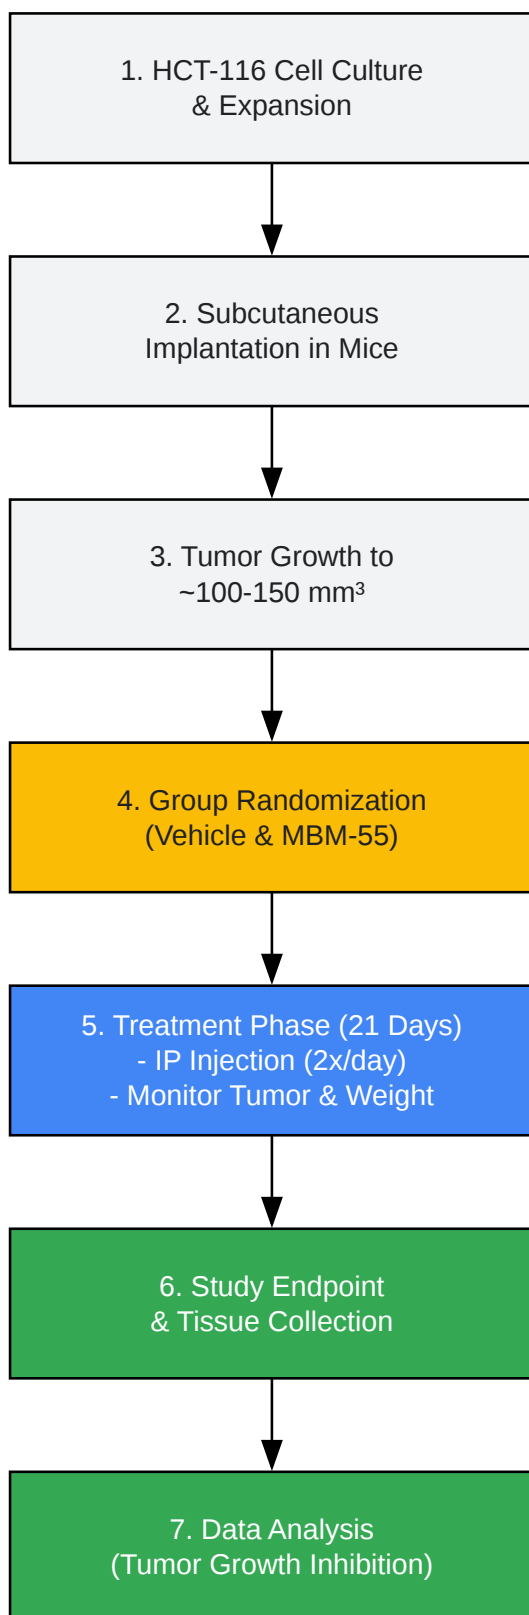 1. HCT-116 Cell Culture
& Expansion
2. Subcutaneous
Implantation in Mice
3. Tumor Growth to
~100-150 mm³
4. Group Randomization
(Vehicle & MBM-55)
5. Treatment Phase (21 Days)
- IP Injection (2x/day)
- Monitor Tumor & Weight
6. Study Endpoint
& Tissue Collection
7. Data Analysis
(Tumor Growth Inhibition)